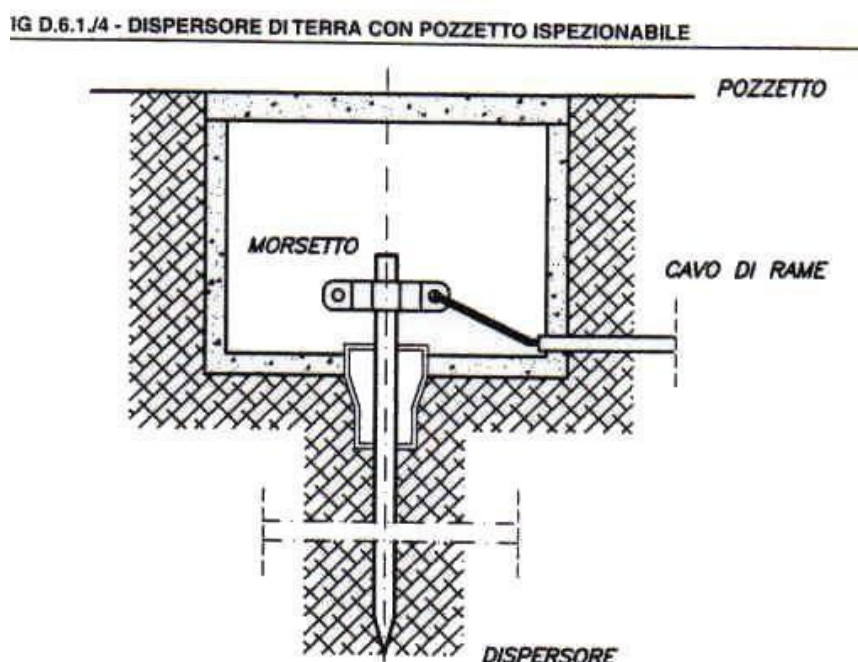 IG D.6.1./4 - DISPERSORE DI TERRA CON POZZETTO ISPEZIONABILE
POZZETTO
MORSETTO
CAVO DI RAME
DISPERSORE